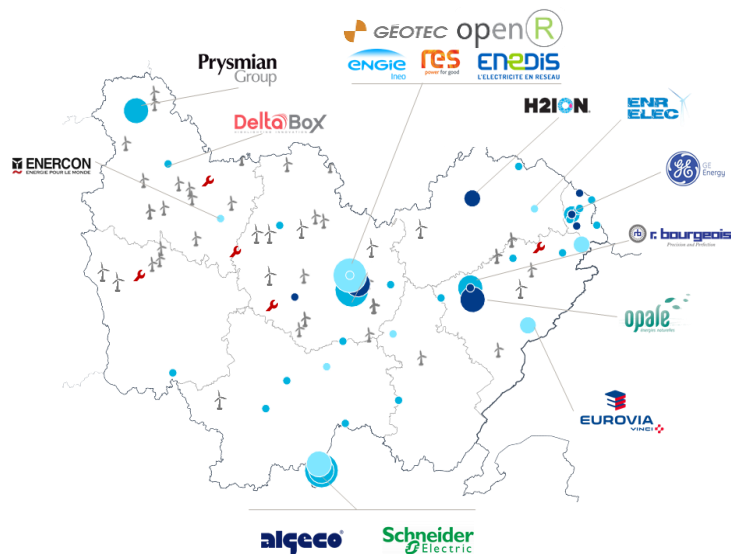 GEOTEC openR
ENGIE Ineo
res
power for good
ENEDIS
L'ELECTRICITE EN RESEAU
Prysmian
Group
DeltaBox
H2ION
ENR
ELEC
ENERCON
ENERGIE POUR LE MONDE
GE
Energy
rb r. bourgeois
Precision and Perfection
opale
énergies naturelles
EUROVIA
VINCI
algeco
Schneider
Electric